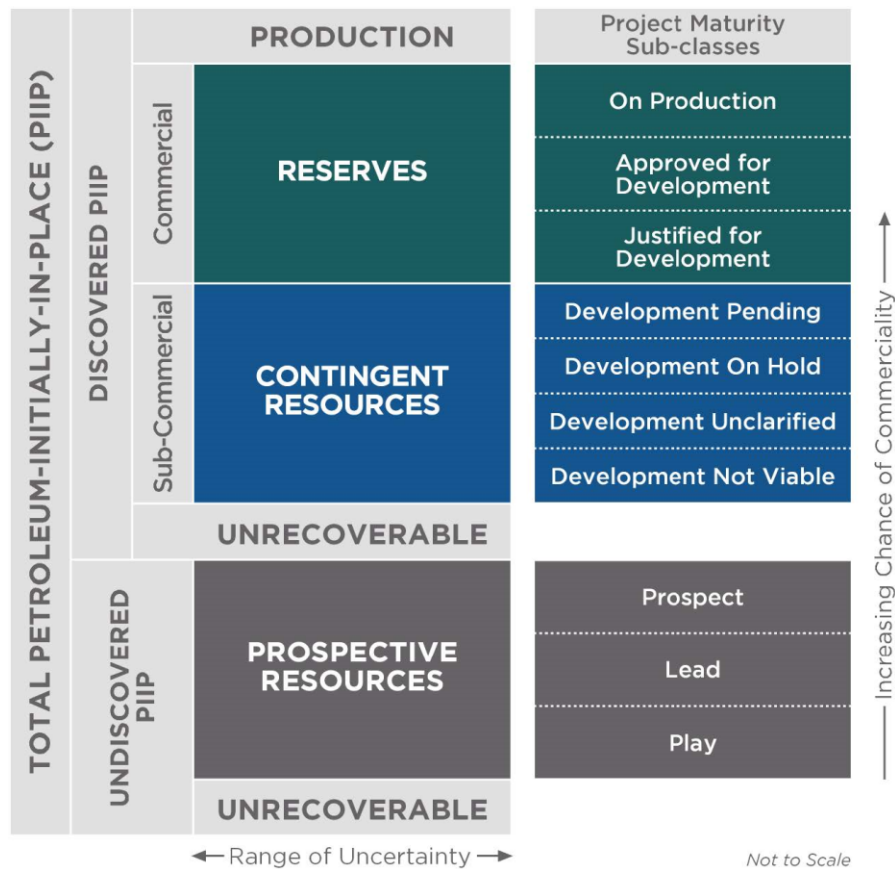 TOTAL PETROLEUM-INITIALLY-IN-PLACE (PIIP)
DISCOVERED PIIP
UNDISCOVERED
PIIP
Commercial
Sub-Commercial
PRODUCTION
RESERVES
CONTINGENT
RESOURCES
UNRECOVERABLE
PROSPECTIVE
RESOURCES
UNRECOVERABLE
Project Maturity
Sub-classes
On Production
Approved for
Development
Justified for
Development
Development Pending
Development On Hold
Development Unclarified
Development Not Viable
Prospect
Lead
Play
Increasing Chance of Commerciality
Range of Uncertainty
Not to Scale